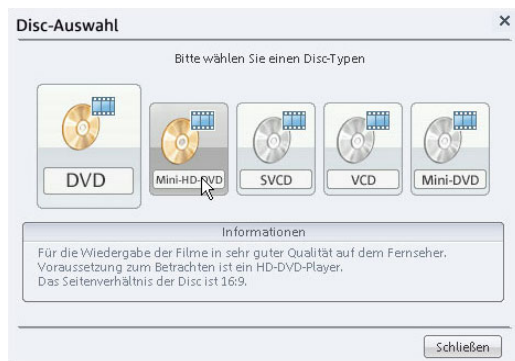 Disc-Auswahl
Bitte wählen Sie einen Disc-Typen
DVD
Mini-HD-DVD
SVCD
VCD
Mini-DVD
Informationen
Für die Wiedergabe der Filme in sehr guter Qualität auf dem Fernseher.
Voraussetzung zum Betrachten ist ein HD-DVD-Player.
Das Seitenverhältnis der Disc ist 16:9.
Schließen